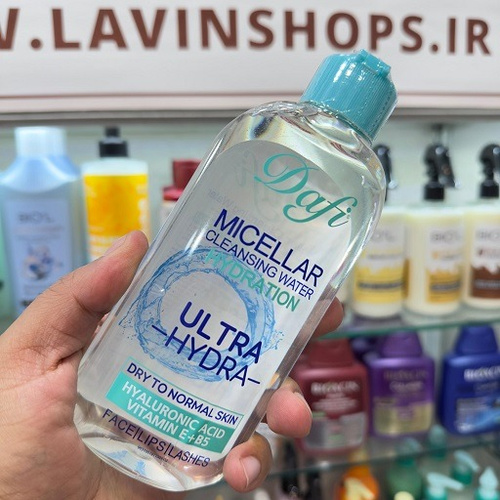 W.LAVINSHOPS.IR
Dafi
MICELLAR
CLEANSING WATER
HYDRATION
ULTRA
-HYDRA-
DRY TO NORMAL SKIN
HYALURONIC ACID
VITAMIN E+B5
FACE|LIPS|LASHES